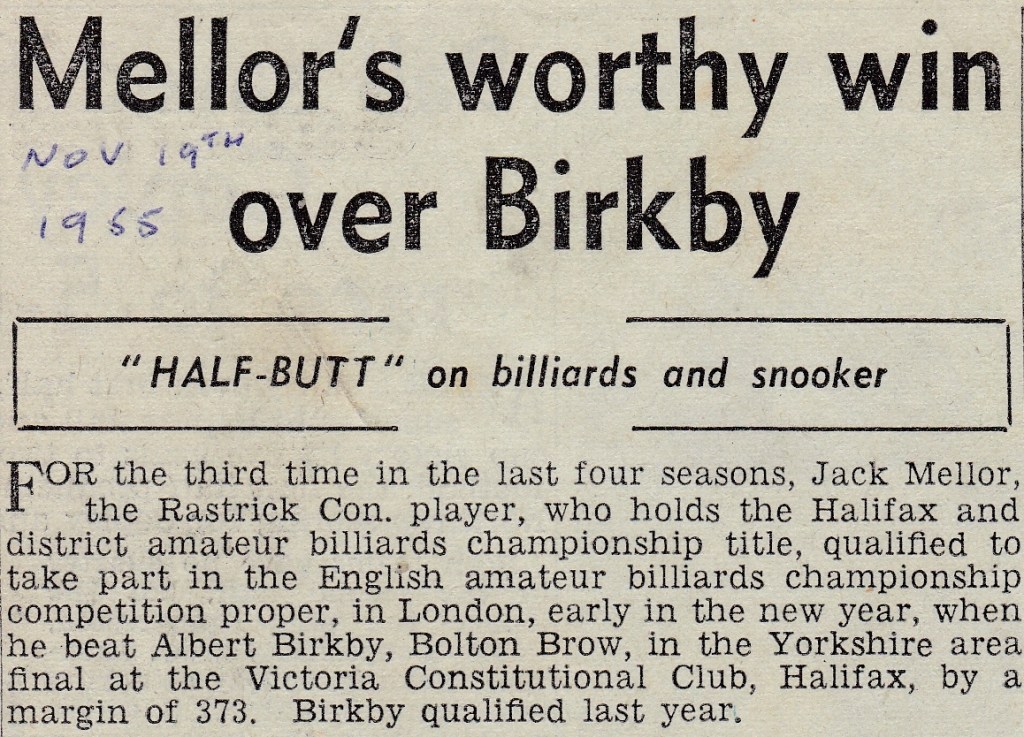 Mellor's worthy win
NOV 19TH
over Birkby
1955
"HALF-BUTT" on billiards and snooker
FOR the third time in the last four seasons, Jack Mellor,
the Rastrick Con. player, who holds the Halifax and
district amateur billiards championship title, qualified to
take part in the English amateur billiards championship
competition proper, in London, early in the new year, when
he beat Albert Birkby, Bolton Brow, in the Yorkshire area
final at the Victoria Constitutional Club, Halifax, by a
margin of 373. Birkby qualified last year.